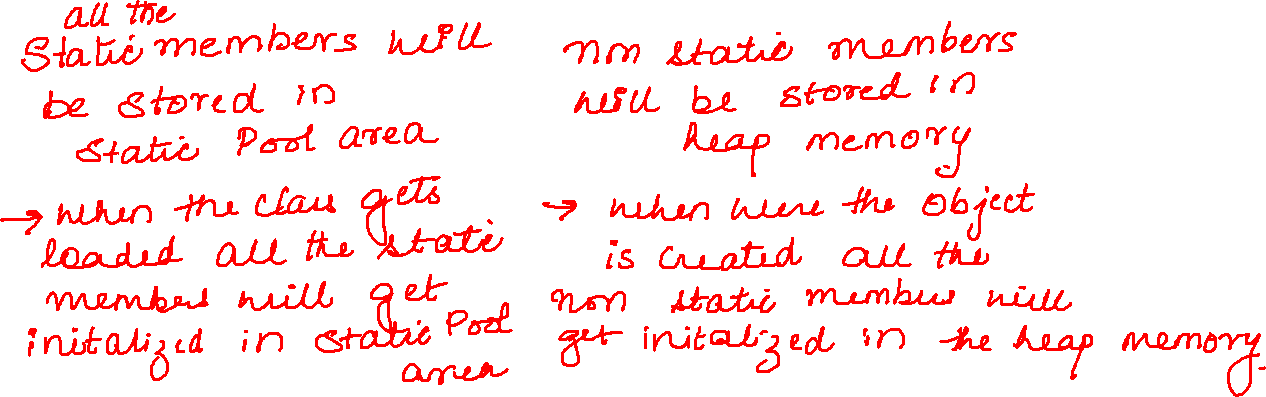 all the
Static members will
be stored in
static Pool area
→ when the class gets
loaded all the static
members will get
initalized in static Pool
area
non static members
will be stored in
heap memory
→ when were the object
is created all the
non static members will
get initalized in the heap memory.